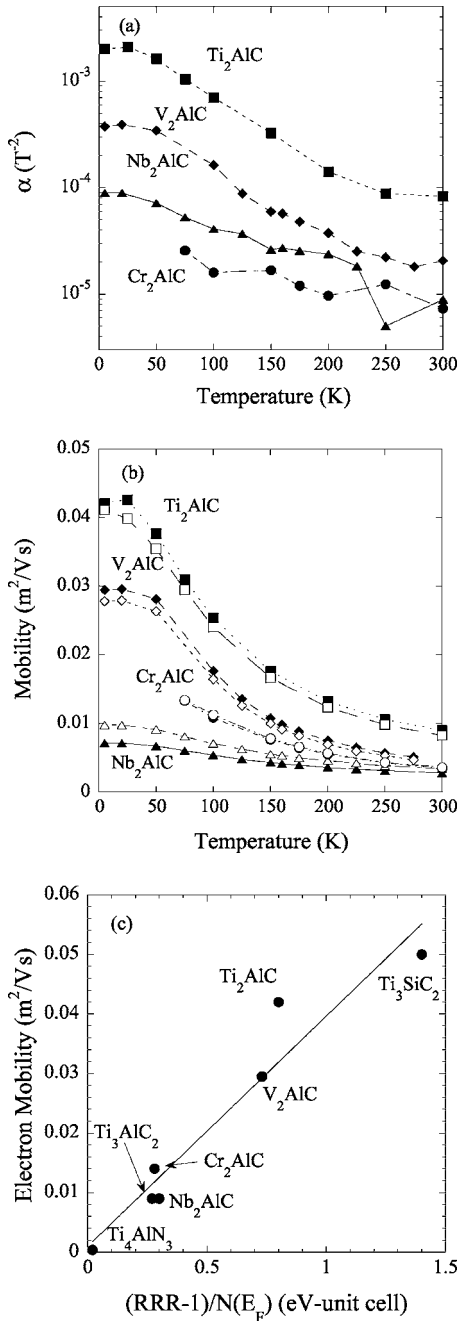 (a)
Ti₂AlC
V₂AlC
Nb₂AlC
Cr₂AlC
α (T⁻²)
10⁻³
10⁻⁴
10⁻⁵
0 50 100 150 200 250 300
Temperature (K)
(b)
Ti₂AlC
V₂AlC
Cr₂AlC
Nb₂AlC
Mobility (m²/Vs)
0.05
0.04
0.03
0.02
0.01
0
0 50 100 150 200 250 300
Temperature (K)
(c)
Ti₂AlC
Ti₃SiC₂
V₂AlC
Ti₃AlC₂
Cr₂AlC
Nb₂AlC
Ti₄AlN₃
Electron Mobility (m²/Vs)
0.06
0.05
0.04
0.03
0.02
0.01
0
0 0.5 1.0 1.5
(RRR-1)/N(E_F) (eV-unit cell)